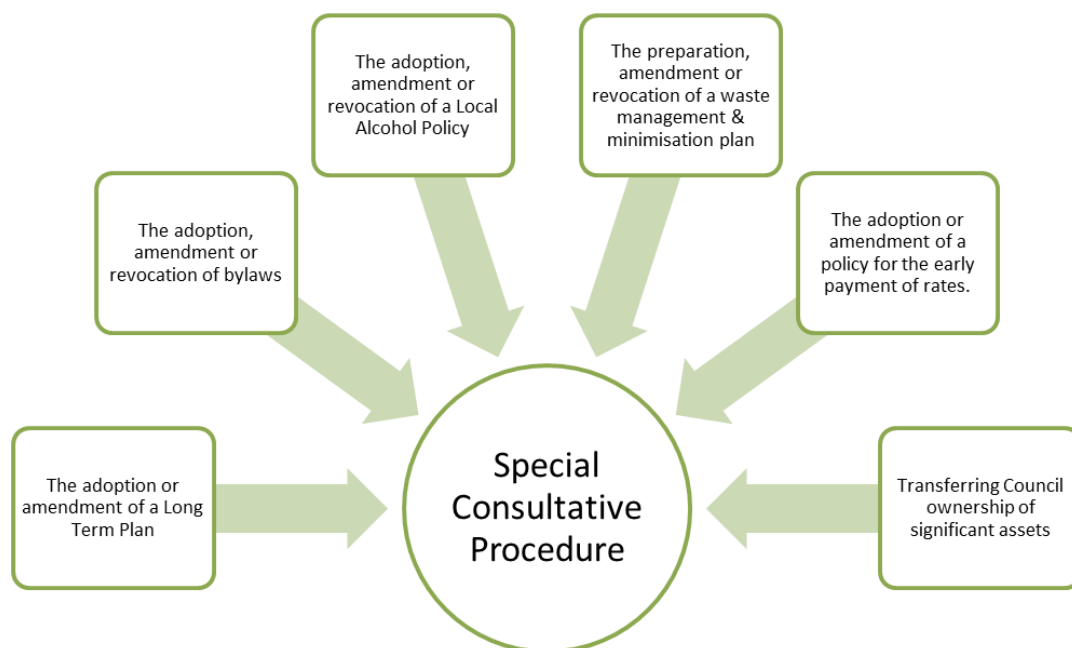 The adoption,
amendment or
revocation of a Local
Alcohol Policy
The preparation,
amendment or
revocation of a waste
management &
minimisation plan
The adoption,
amendment or
revocation of bylaws
The adoption or
amendment of a
policy for the early
payment of rates.
The adoption or
amendment of a Long
Term Plan
Special
Consultative
Procedure
Transferring Council
ownership of
significant assets